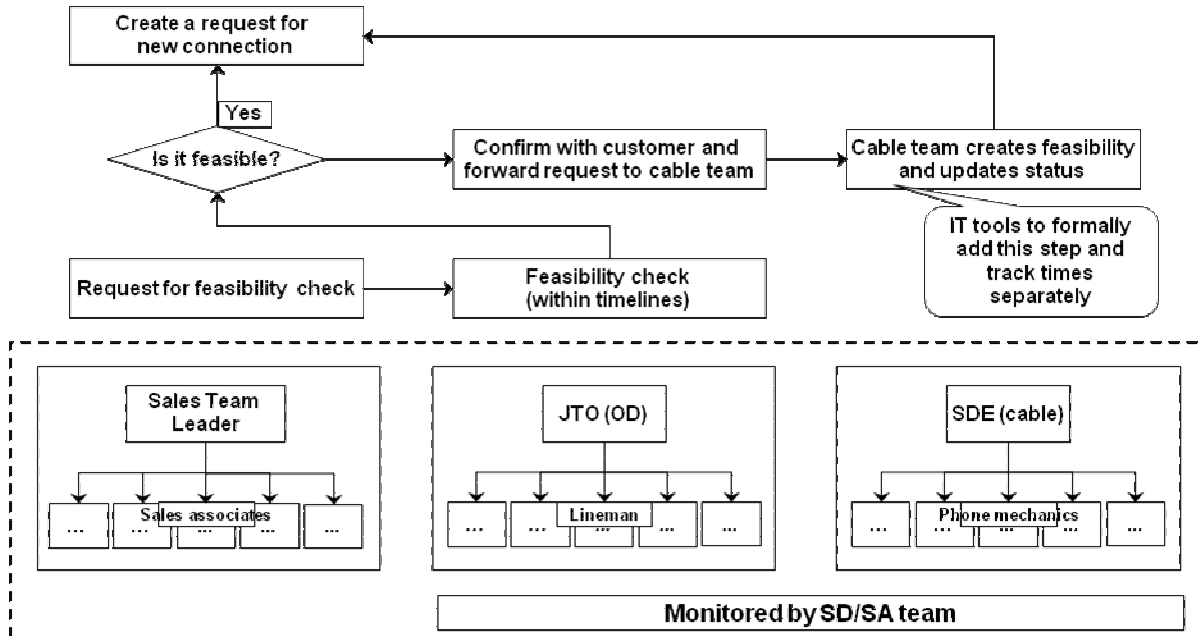 Create a request for
new connection
Yes
Is it feasible?
Confirm with customer and
forward request to cable team
Cable team creates feasibility
and updates status
IT tools to formally
add this step and
track times
separately
Request for feasibility check
Feasibility check
(within timelines)
Sales Team
Leader
JTO (OD)
SDE (cable)
... ... Sales associates ... ... ...
... ... Lineman ... ... ...
... ... Phone mechanics ... ... ...
Monitored by SD/SA team